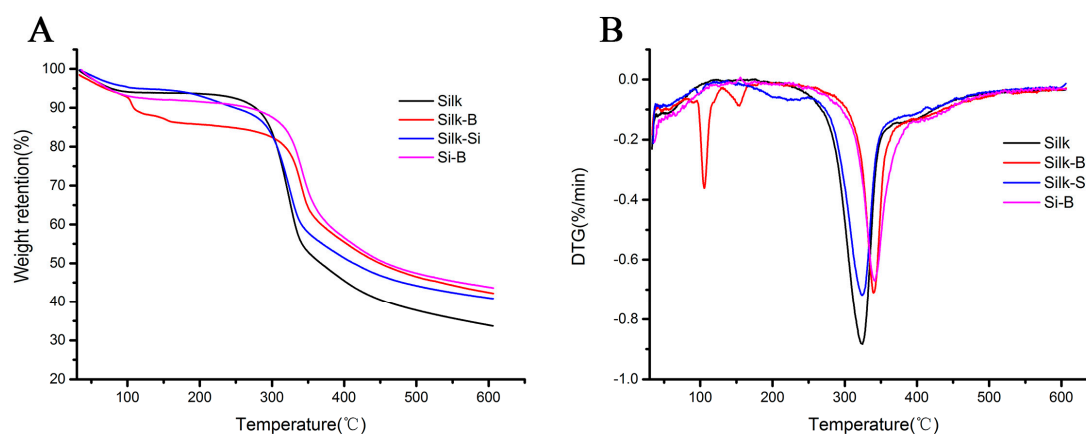 A
Weight retention(%)
100
90
80
70
60
50
40
30
20
100
200
300
400
500
600
Temperature(℃)
Silk
Silk-B
Silk-Si
Si-B
B
DTG(%/min)
0.0
-0.2
-0.4
-0.6
-0.8
-1.0
100
200
300
400
500
600
Temperature(℃)
Silk
Silk-B
Silk-S
Si-B